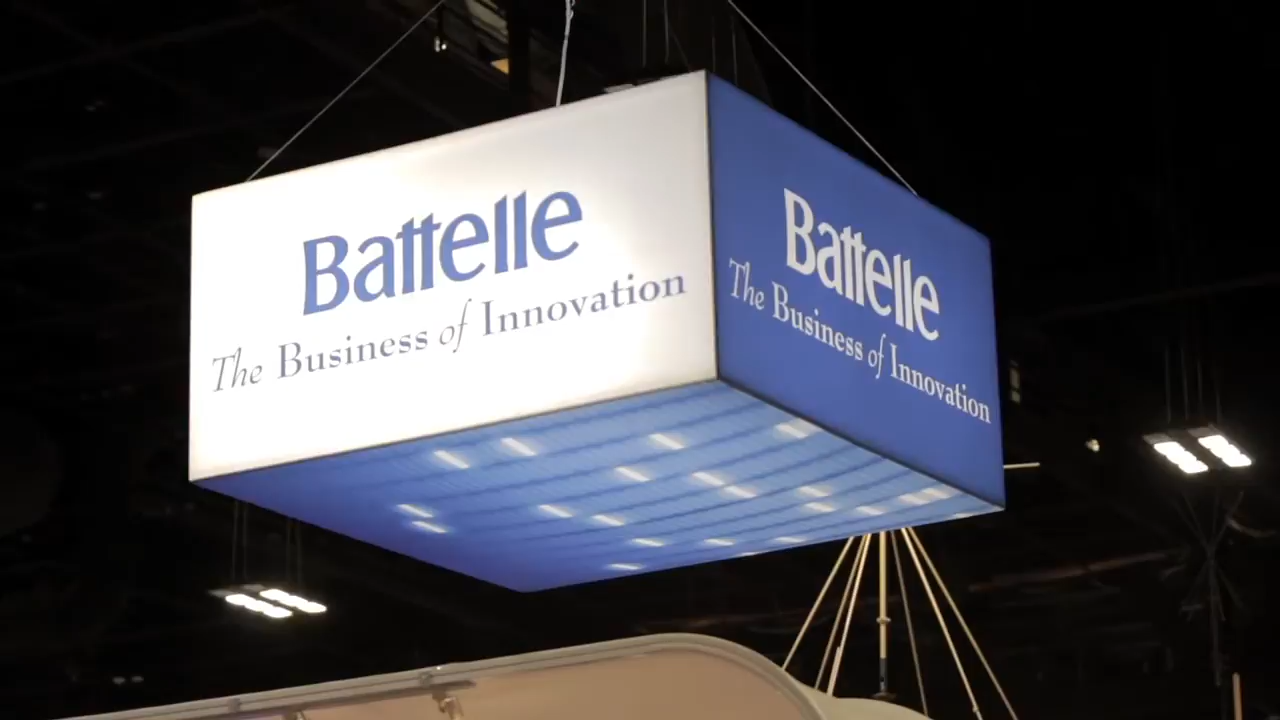 Battelle
The Business of Innovation
Battelle
The Business of Innovation